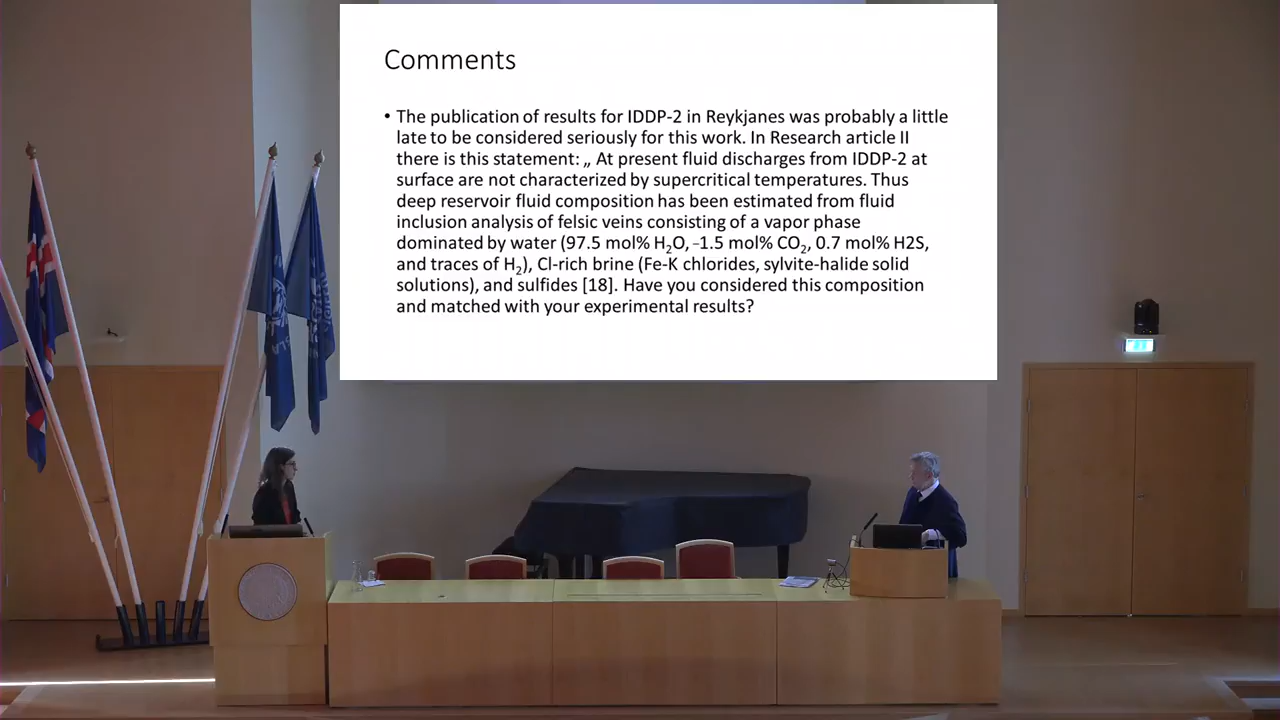 Comments
• The publication of results for IDDP-2 in Reykjanes was probably a little
late to be considered seriously for this work. In Research article II
there is this statement: „ At present fluid discharges from IDDP-2 at
surface are not characterized by supercritical temperatures. Thus
deep reservoir fluid composition has been estimated from fluid
inclusion analysis of felsic veins consisting of a vapor phase
dominated by water (97.5 mol% H₂O, –1.5 mol% CO₂, 0.7 mol% H2S,
and traces of H₂), Cl-rich brine (Fe-K chlorides, sylvite-halide solid
solutions), and sulfides [18]. Have you considered this composition
and matched with your experimental results?